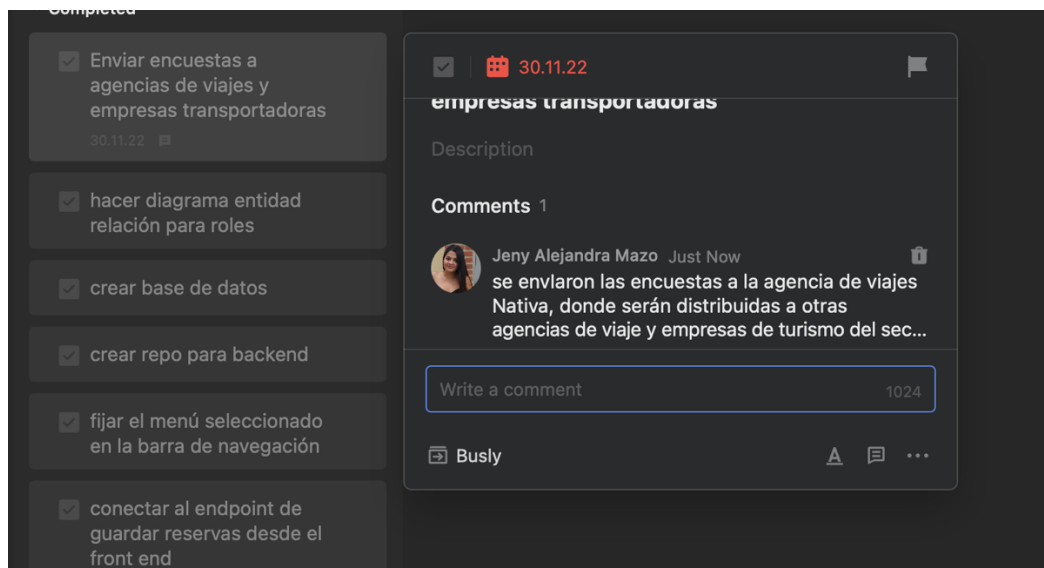 Completed
Enviar encuestas a
agencias de viajes y
empresas transportadoras
30.11.22
hacer diagrama entidad
relación para roles
crear base de datos
crear repo para backend
fijar el menú seleccionado
en la barra de navegación
conectar al endpoint de
guardar reservas desde el
front end
30.11.22
empresas transportadoras
Description
Comments 1
Jeny Alejandra Mazo Just Now
se envIaron las encuestas a la agencia de viajes
Nativa, donde serán distribuidas a otras
agencias de viaje y empresas de turismo del sec...
Write a comment 1024
Busly
A